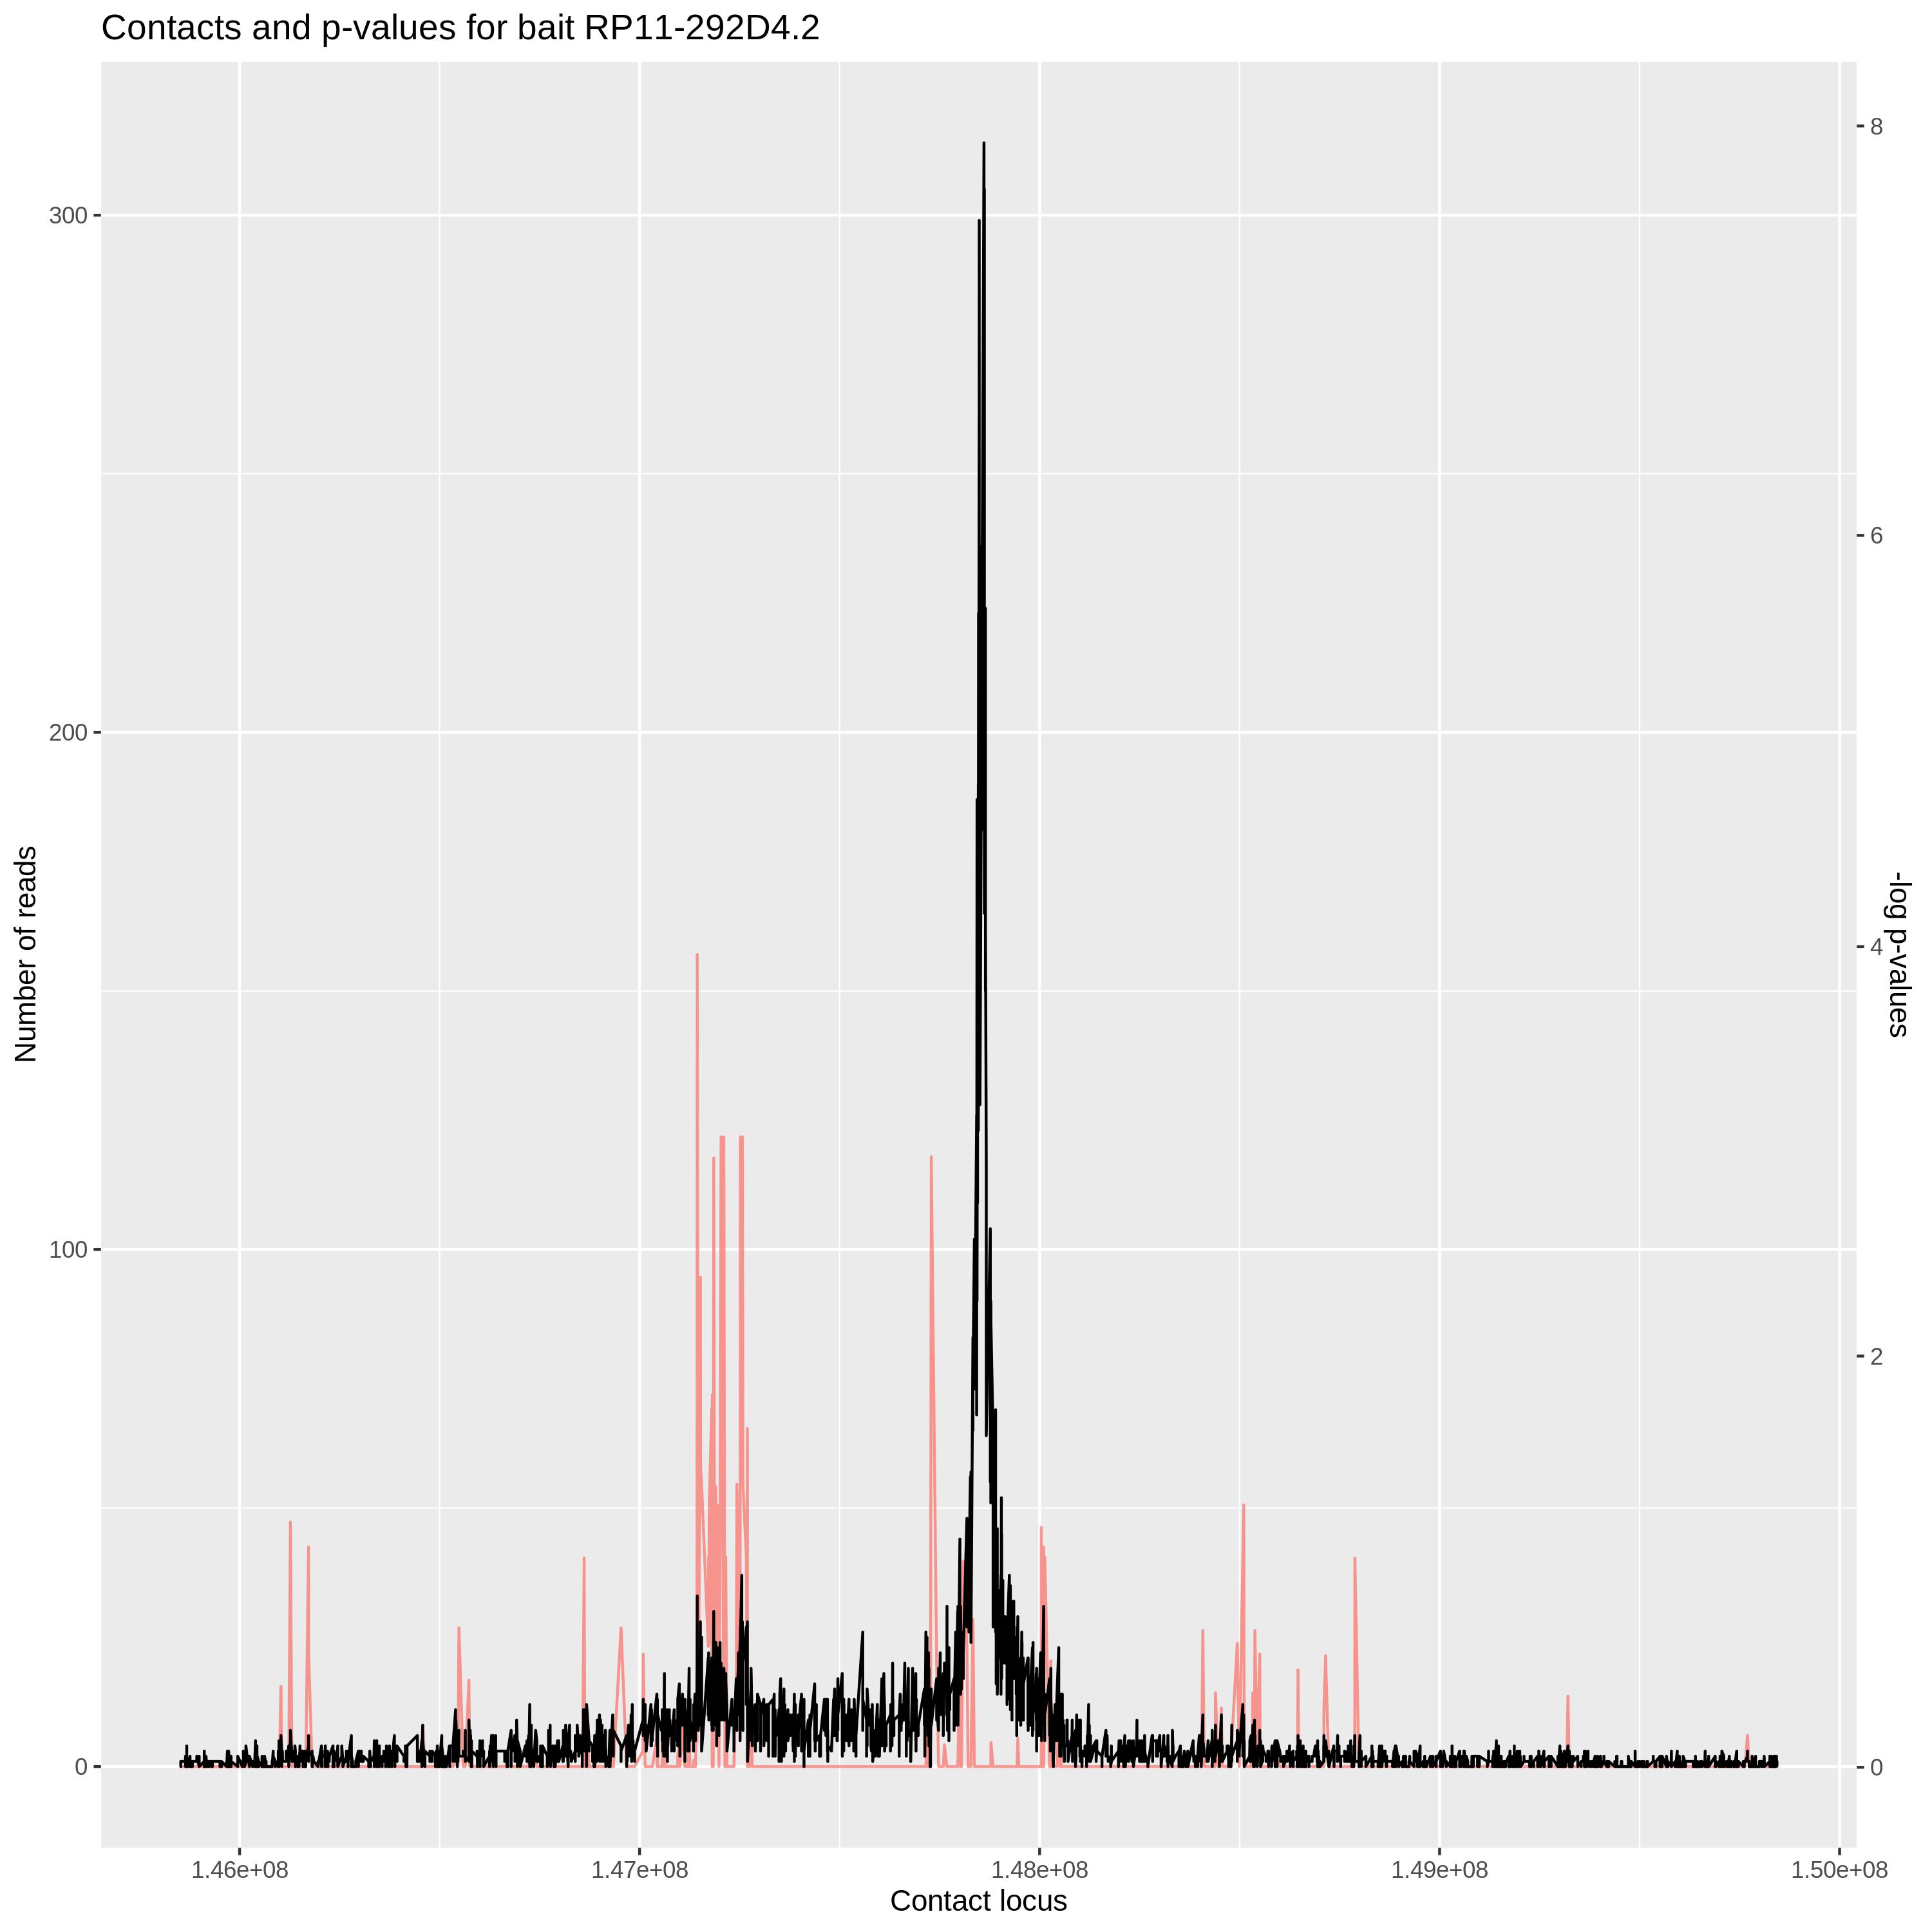 Contacts and p-values for bait RP11-292D4.2
300
200
100
0
Number of reads
8
6
4
2
0
-log p-values
1.46e+08 1.47e+08 1.48e+08 1.49e+08 1.50e+08
Contact locus